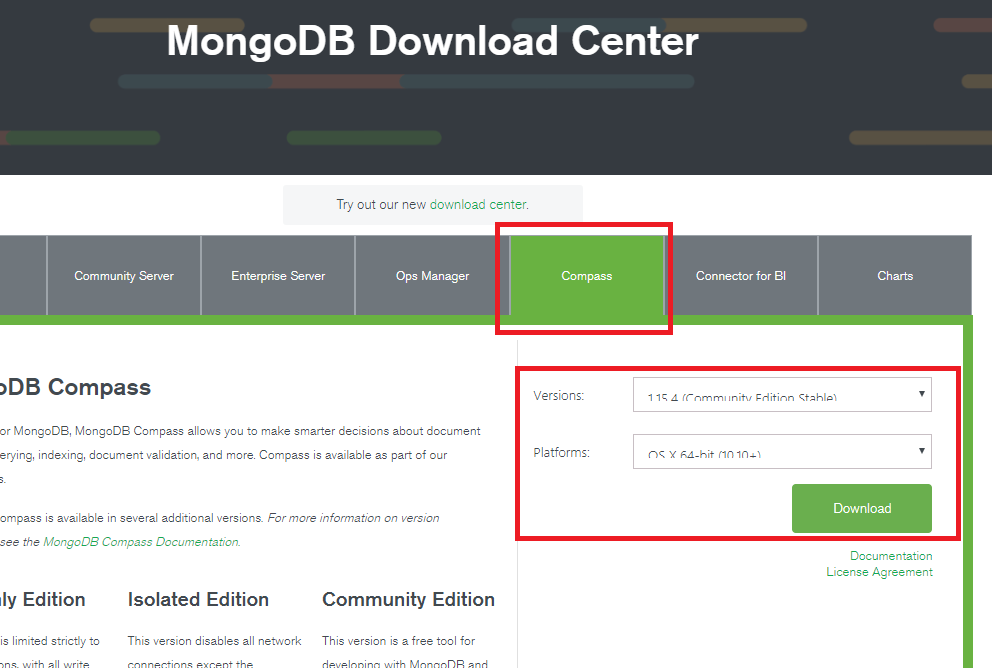 MongoDB Download Center
Try out our new download center.
Community Server
Enterprise Server
Ops Manager
Compass
Connector for BI
Charts
oDB Compass
or MongoDB, MongoDB Compass allows you to make smarter decisions about document
erying, indexing, document validation, and more. Compass is available as part of our
s.
ompass is available in several additional versions. For more information on version
see the MongoDB Compass Documentation.
Versions:
1.15.4 (Community Edition Stable)
Platforms:
OS X 64-bit (10.10+)
Download
Documentation
License Agreement
ly Edition
is limited strictly to
ons, with all write
Isolated Edition
This version disables all network
connections except the
Community Edition
This version is a free tool for
developing with MongoDB and